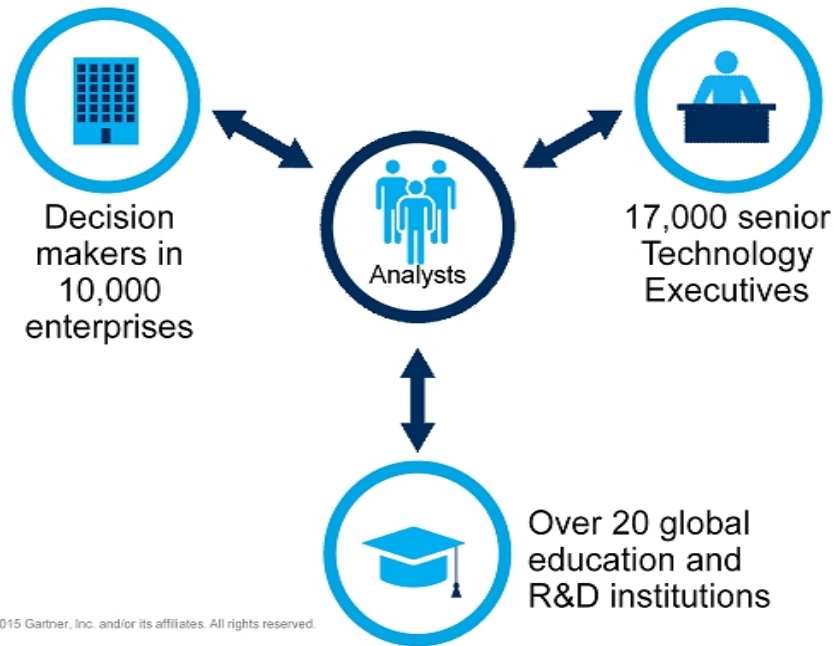 Decision
makers in
10,000
enterprises
Analysts
17,000 senior
Technology
Executives
Over 20 global
education and
R&D institutions
015 Gartner, Inc. and/or its affiliates. All rights reserved.